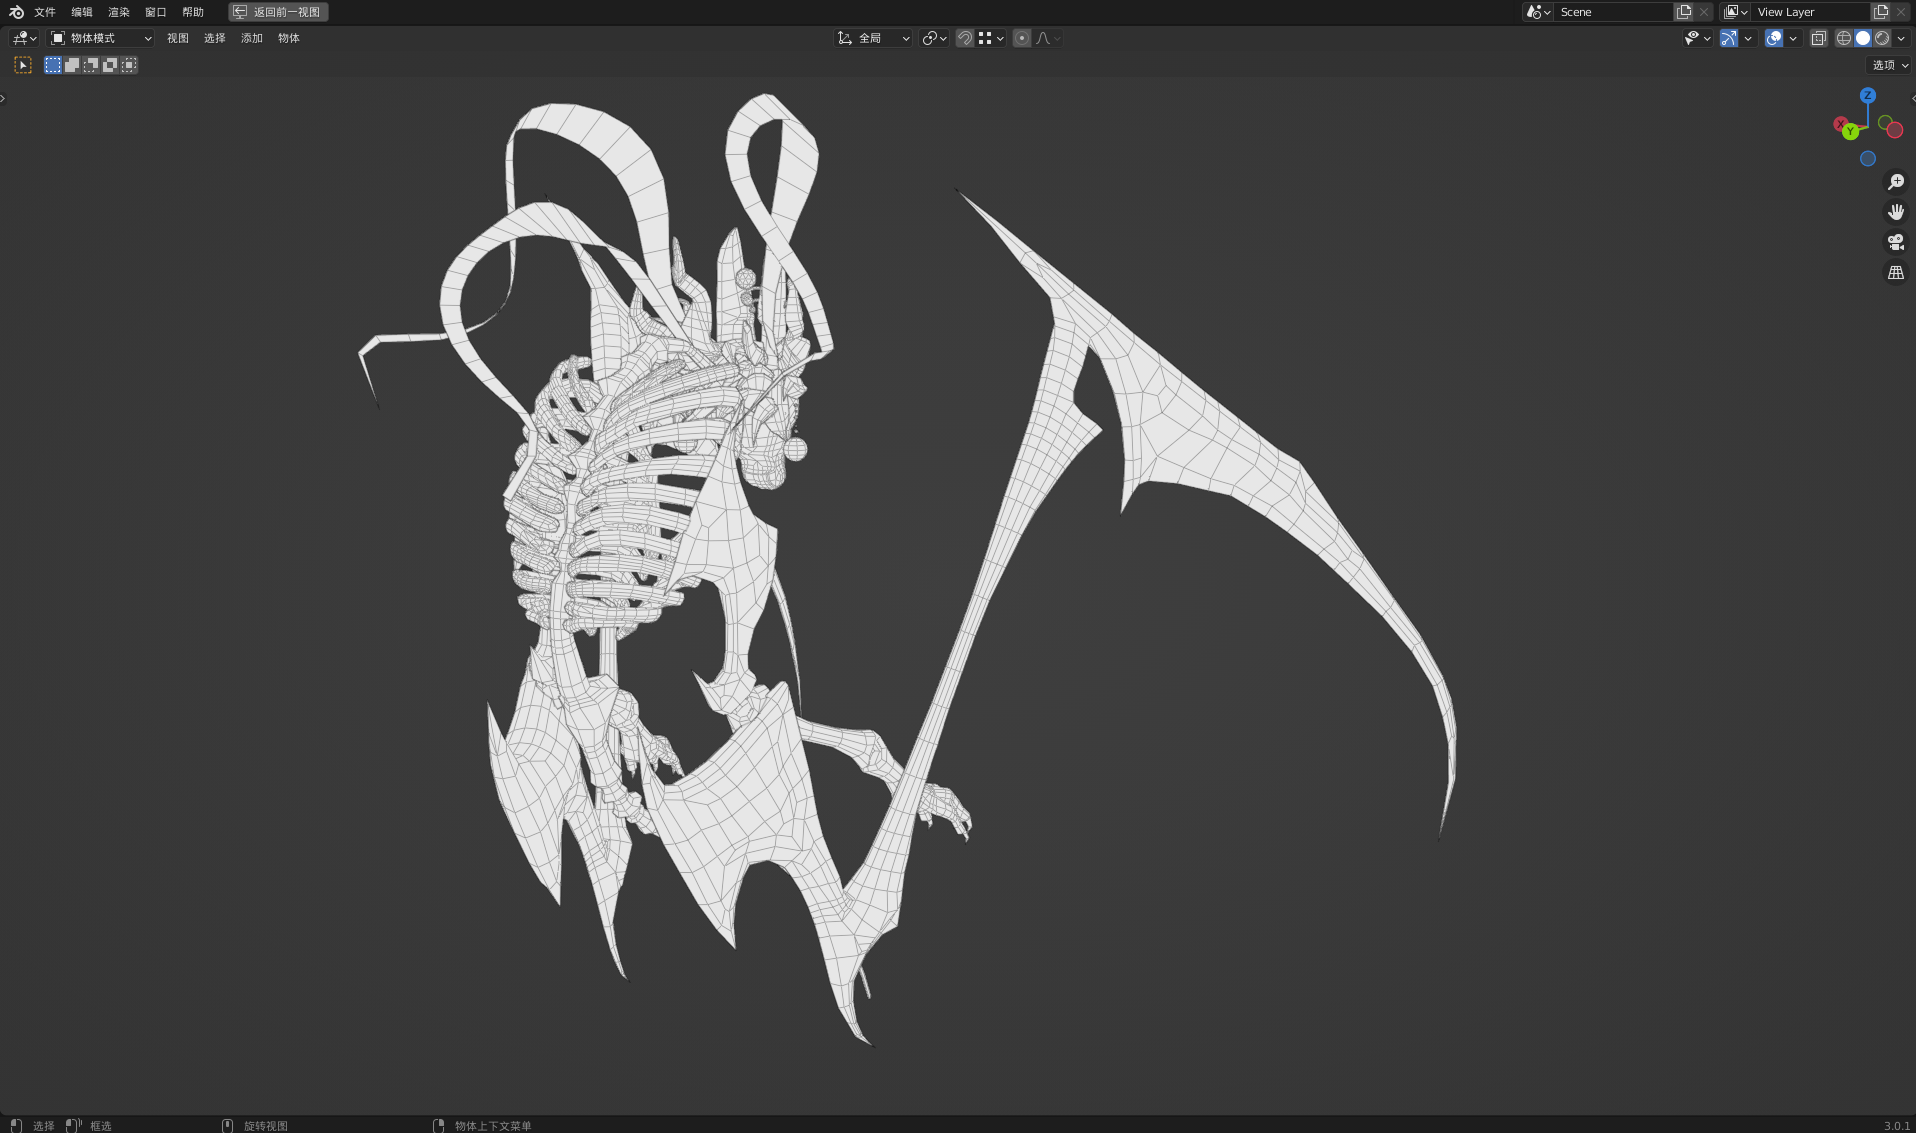 文件 编辑 渲染 窗口 帮助 返回前一视图 Scene View Layer
物体模式 视图 选择 添加 物体 全局
选项
Z
X Y
选择 框选 旋转视图 物体上下文菜单 3.0.1